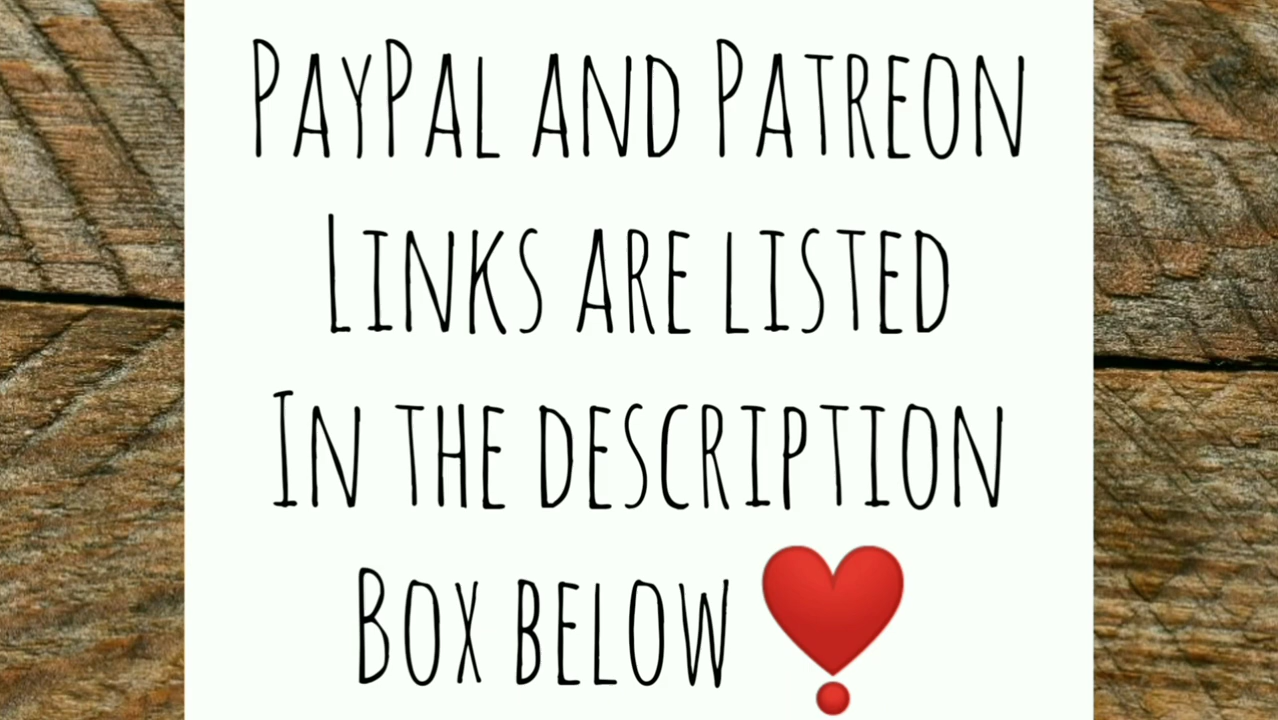 PayPal and Patreon
Links are listed
In the description
Box below ❣️